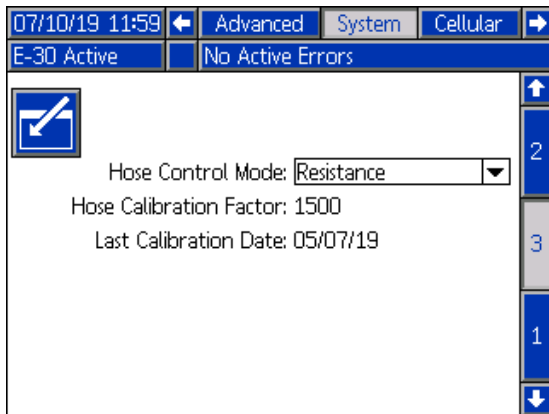 07/10/19 11:59 Advanced System Cellular
E-30 Active No Active Errors
2
Hose Control Mode: Resistance
Hose Calibration Factor: 1500
Last Calibration Date: 05/07/19
3
1